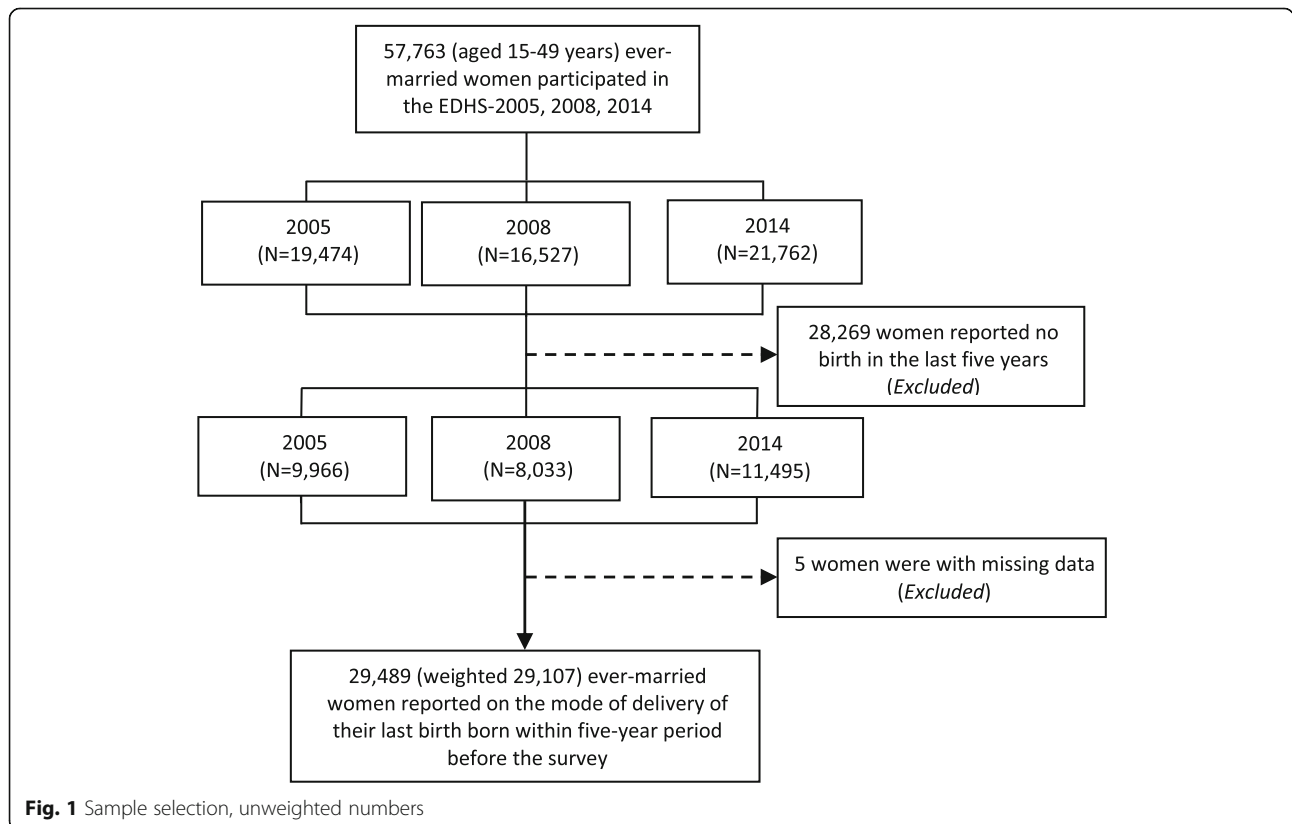 57,763 (aged 15-49 years) ever-
married women participated in
the EDHS-2005, 2008, 2014
2005
(N=19,474)
2008
(N=16,527)
2014
(N=21,762)
28,269 women reported no
birth in the last five years
(Excluded)
2005
(N=9,966)
2008
(N=8,033)
2014
(N=11,495)
5 women were with missing data
(Excluded)
29,489 (weighted 29,107) ever-married
women reported on the mode of delivery of
their last birth born within five-year period
before the survey
Fig. 1 Sample selection, unweighted numbers